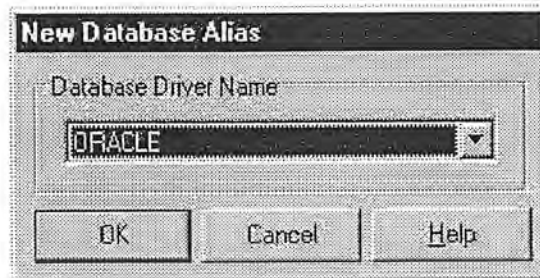 New Database Alias
Database Driver Name
ORACLE
OK
Cancel
Help